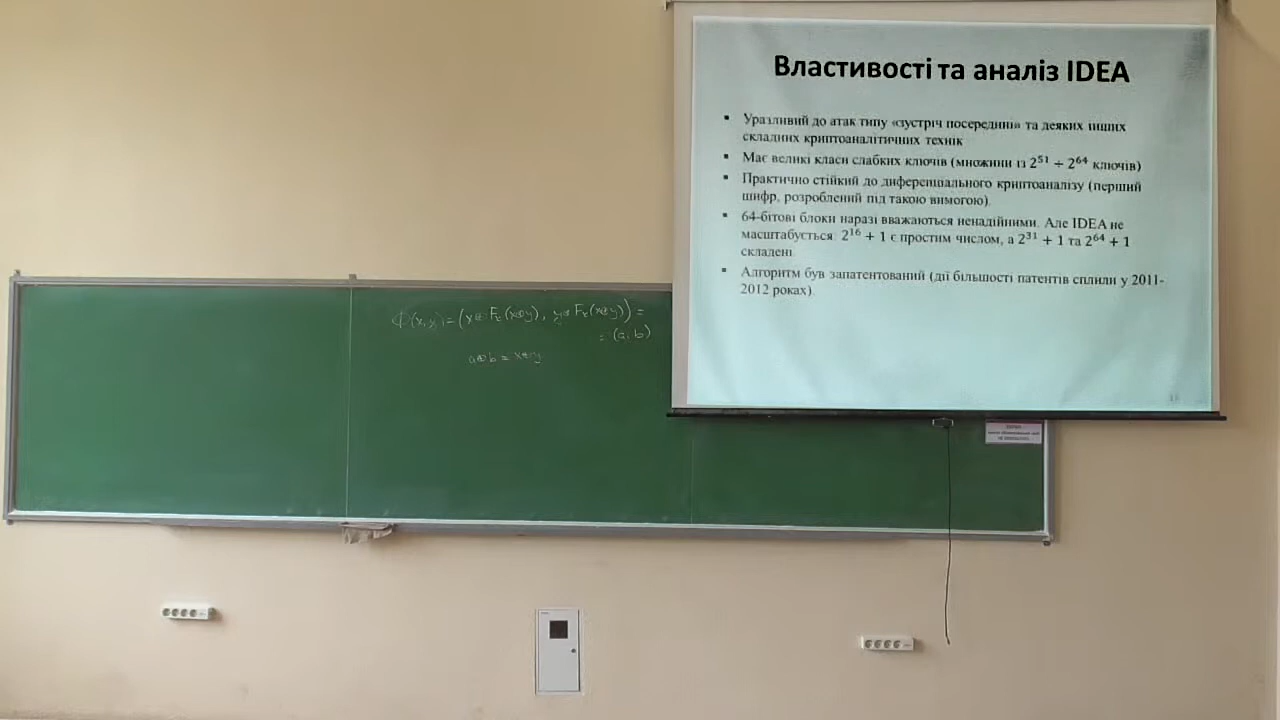 Властивості та аналіз IDEA
▪ Уразливий до атак типу «зустріч посередині» та деяких інших
складних криптоаналітичних технік
▪ Має великі класи слабких ключів (множини із 2⁵¹ ÷ 2⁶⁴ ключів)
▪ Практично стійкий до диференціального криптоаналізу (перший
шифр, розроблений під такою вимогою).
▪ 64-бітові блоки наразі вважаються ненадійними. Але IDEA не
масштабується: 2¹⁶ + 1 є простим числом, а 2³¹ + 1 та 2⁶⁴ + 1
складені.
▪ Алгоритм був запатентований (дії більшості патентів сплили у 2011-
2012 роках).
Φ(x,y) = (x⊕F_k(x⊕y), y⊕F_k(x⊕y)) =
= (a, b)
a⊕b = x⊕y